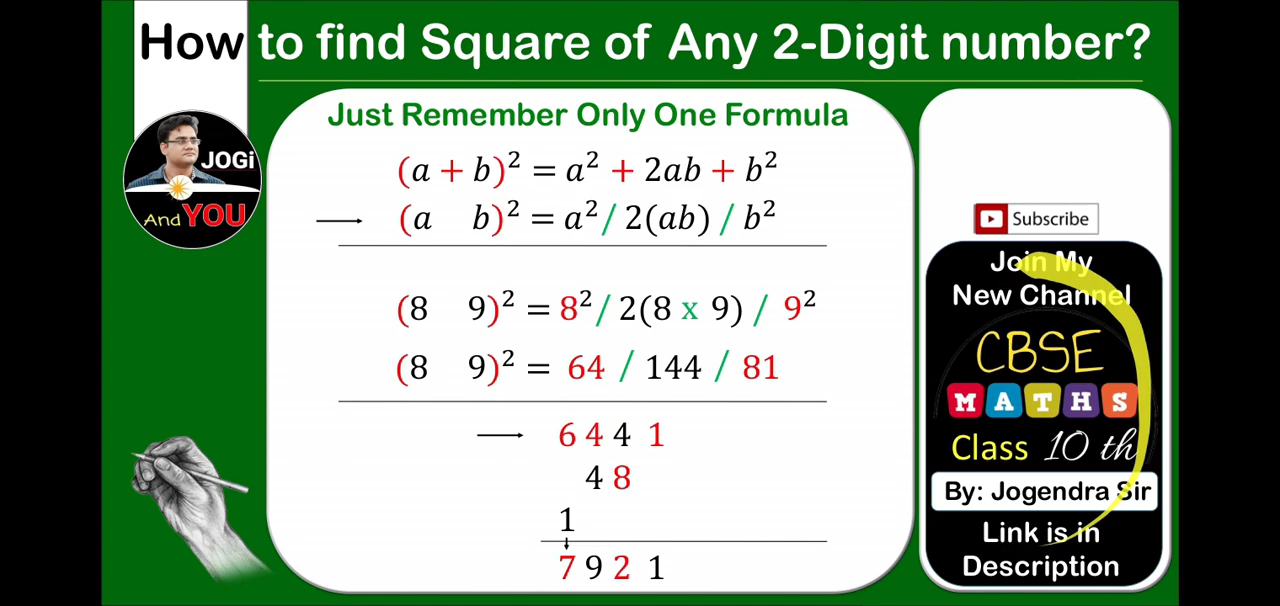 How to find Square of Any 2-Digit number?
JOGi
And YOU
Just Remember Only One Formula
(a + b)² = a² + 2ab + b²
(a b)² = a² / 2(ab) / b²
(8 9)² = 8² / 2(8 x 9) / 9²
(8 9)² = 64 / 144 / 81
6 4 4 1
4 8
1
7 9 2 1
Subscribe
Join My
New Channel
CBSE
MATHS
Class 10 th
By: Jogendra Sir
Link is in
Description